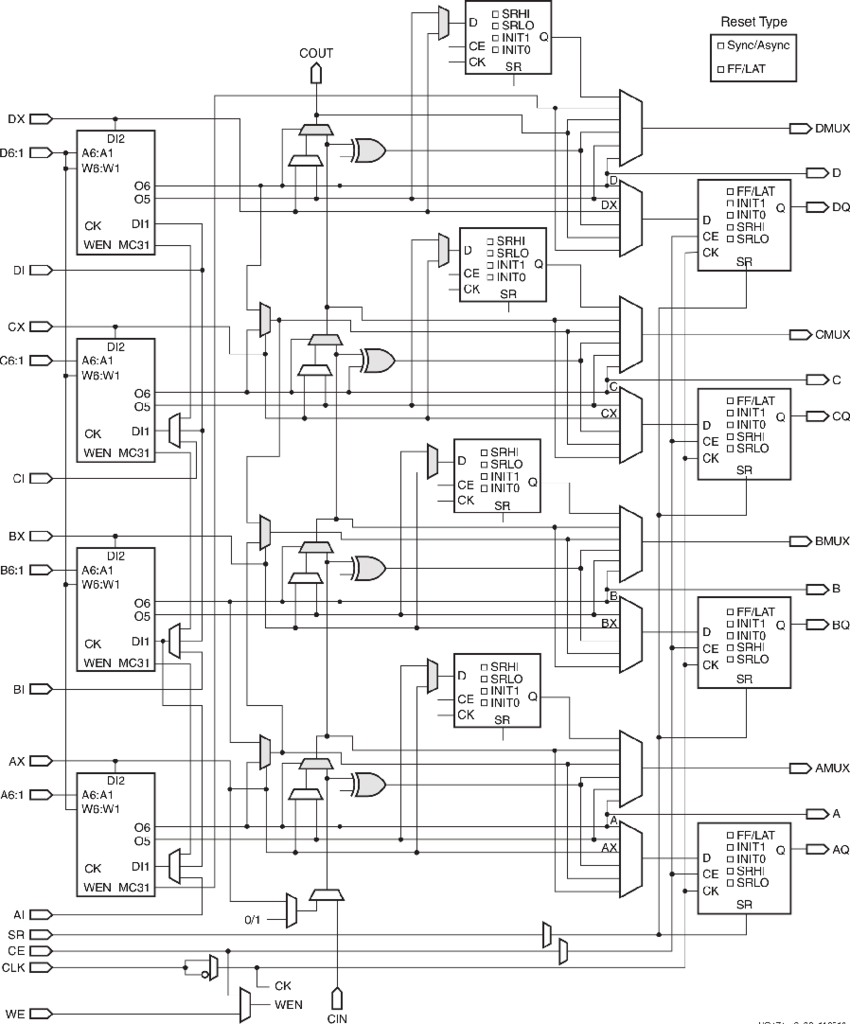 Reset Type
□ Sync/Async
□ FF/LAT
COUT
□ SRHI
□ SRLO
□ INIT1
□ INIT0
D
CE
CK
Q
SR
DX
D6:1
DI2
A6:A1
W6:W1
O6
O5
CK
DI1
WEN MC31
DMUX
D
D
DX
□ FF/LAT
□ INIT1
□ INIT0
□ SRHI
□ SRLO
D
CE
CK
Q
SR
DQ
DI
□ SRHI
□ SRLO
□ INIT1
□ INIT0
D
CE
CK
Q
SR
CX
C6:1
DI2
A6:A1
W6:W1
O6
O5
CK
DI1
WEN MC31
CMUX
C
C
CX
□ FF/LAT
□ INIT1
□ INIT0
□ SRHI
□ SRLO
D
CE
CK
Q
SR
CQ
CI
□ SRHI
□ SRLO
□ INIT1
□ INIT0
D
CE
CK
Q
SR
BX
B6:1
DI2
A6:A1
W6:W1
O6
O5
CK
DI1
WEN MC31
BMUX
B
B
BX
□ FF/LAT
□ INIT1
□ INIT0
□ SRHI
□ SRLO
D
CE
CK
Q
SR
BQ
BI
□ SRHI
□ SRLO
□ INIT1
□ INIT0
D
CE
CK
Q
SR
AX
A6:1
DI2
A6:A1
W6:W1
O6
O5
CK
DI1
WEN MC31
AMUX
A
A
AX
□ FF/LAT
□ INIT1
□ INIT0
□ SRHI
□ SRLO
D
CE
CK
Q
SR
AQ
AI
0/1
SR
CE
CLK
CK
WEN
WE
CIN